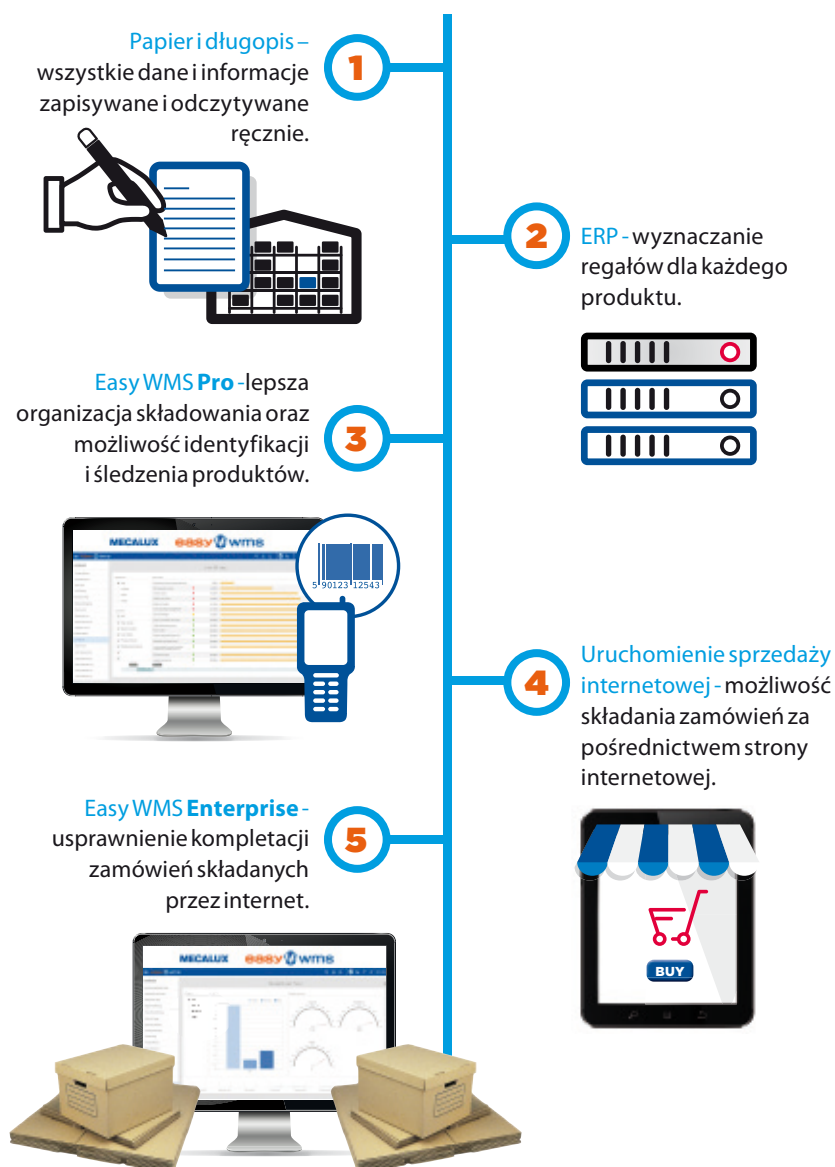 Papier i długopis –
wszystkie dane i informacje
zapisywane i odczytywane
ręcznie.
1
2
ERP - wyznaczanie
regałów dla każdego
produktu.
Easy WMS Pro - lepsza
organizacja składowania oraz
możliwość identyfikacji
i śledzenia produktów.
3
MECALUX easy wms
5 90123 12543
4
Uruchomienie sprzedaży
internetowej - możliwość
składania zamówień za
pośrednictwem strony
internetowej.
Easy WMS Enterprise -
usprawnienie kompletacji
zamówień składanych
przez internet.
5
BUY
MECALUX easy wms